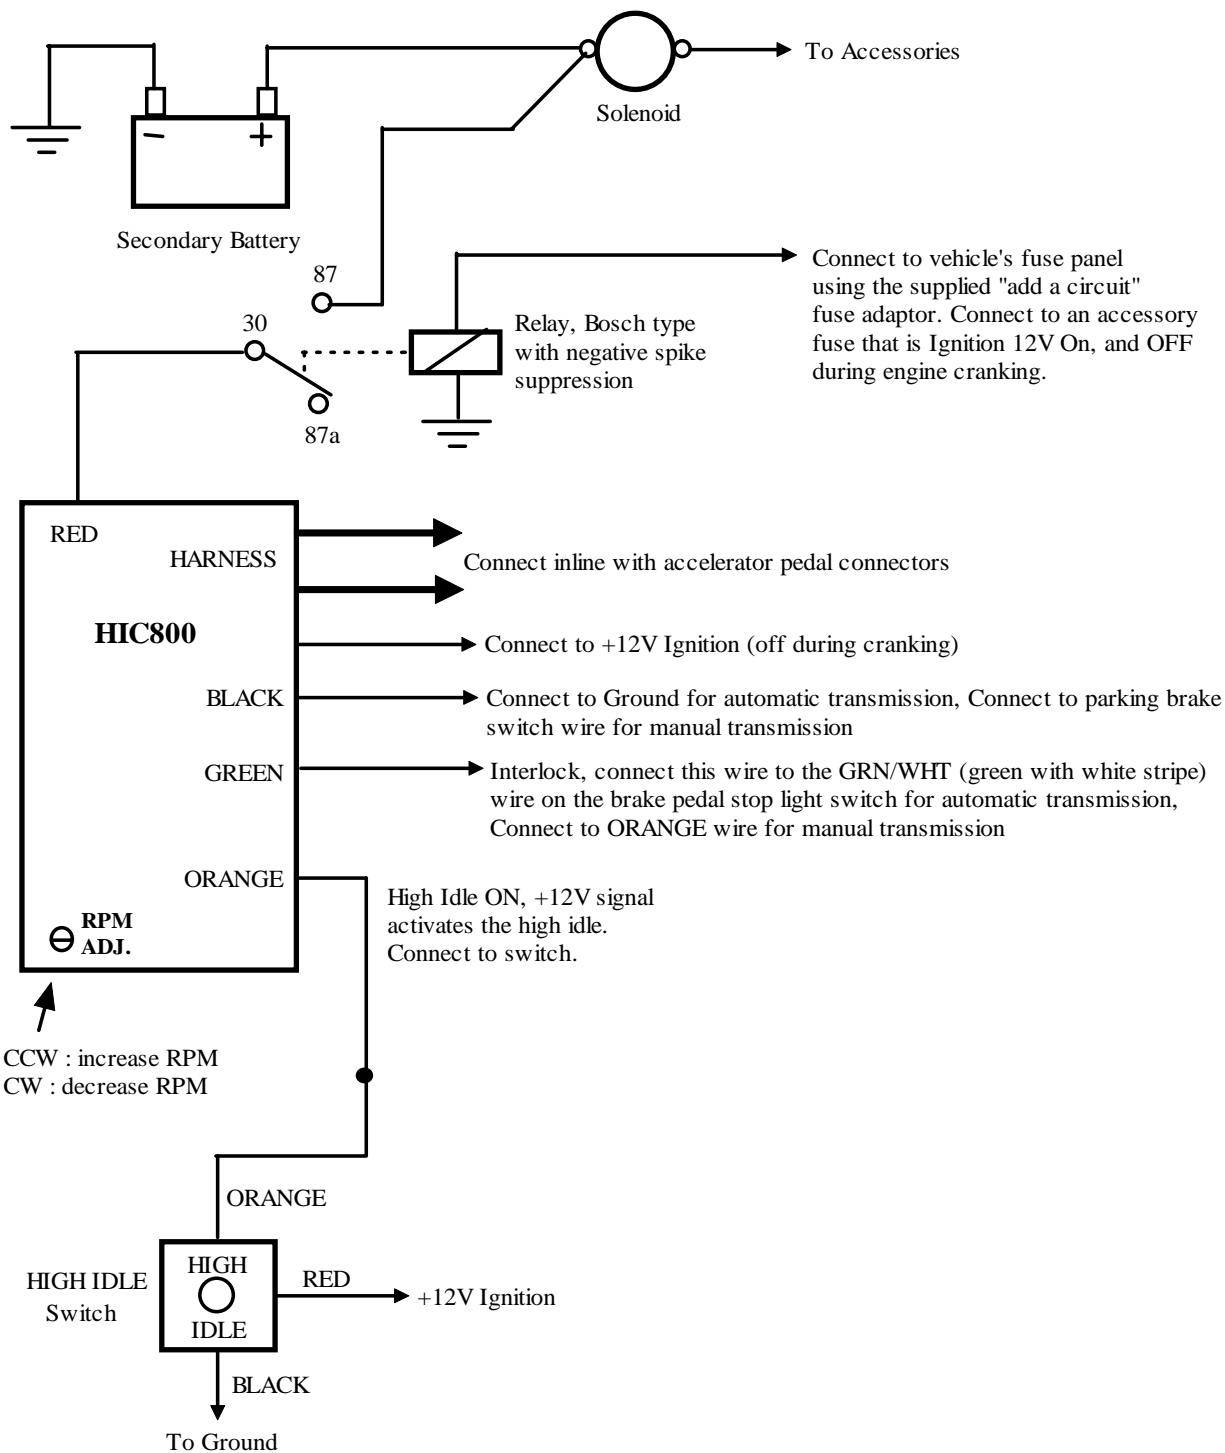 To Accessories
Solenoid
– +
Secondary Battery
87
30
87a
Relay, Bosch type
with negative spike
suppression
Connect to vehicle's fuse panel
using the supplied "add a circuit"
fuse adaptor. Connect to an accessory
fuse that is Ignition 12V On, and OFF
during engine cranking.
RED
HARNESS
Connect inline with accelerator pedal connectors
HIC800
Connect to +12V Ignition (off during cranking)
BLACK
Connect to Ground for automatic transmission, Connect to parking brake
switch wire for manual transmission
GREEN
Interlock, connect this wire to the GRN/WHT (green with white stripe)
wire on the brake pedal stop light switch for automatic transmission,
Connect to ORANGE wire for manual transmission
ORANGE
High Idle ON, +12V signal
activates the high idle.
Connect to switch.
RPM
ADJ.
CCW : increase RPM
CW : decrease RPM
ORANGE
HIGH IDLE
Switch
HIGH
IDLE
RED
+12V Ignition
BLACK
To Ground